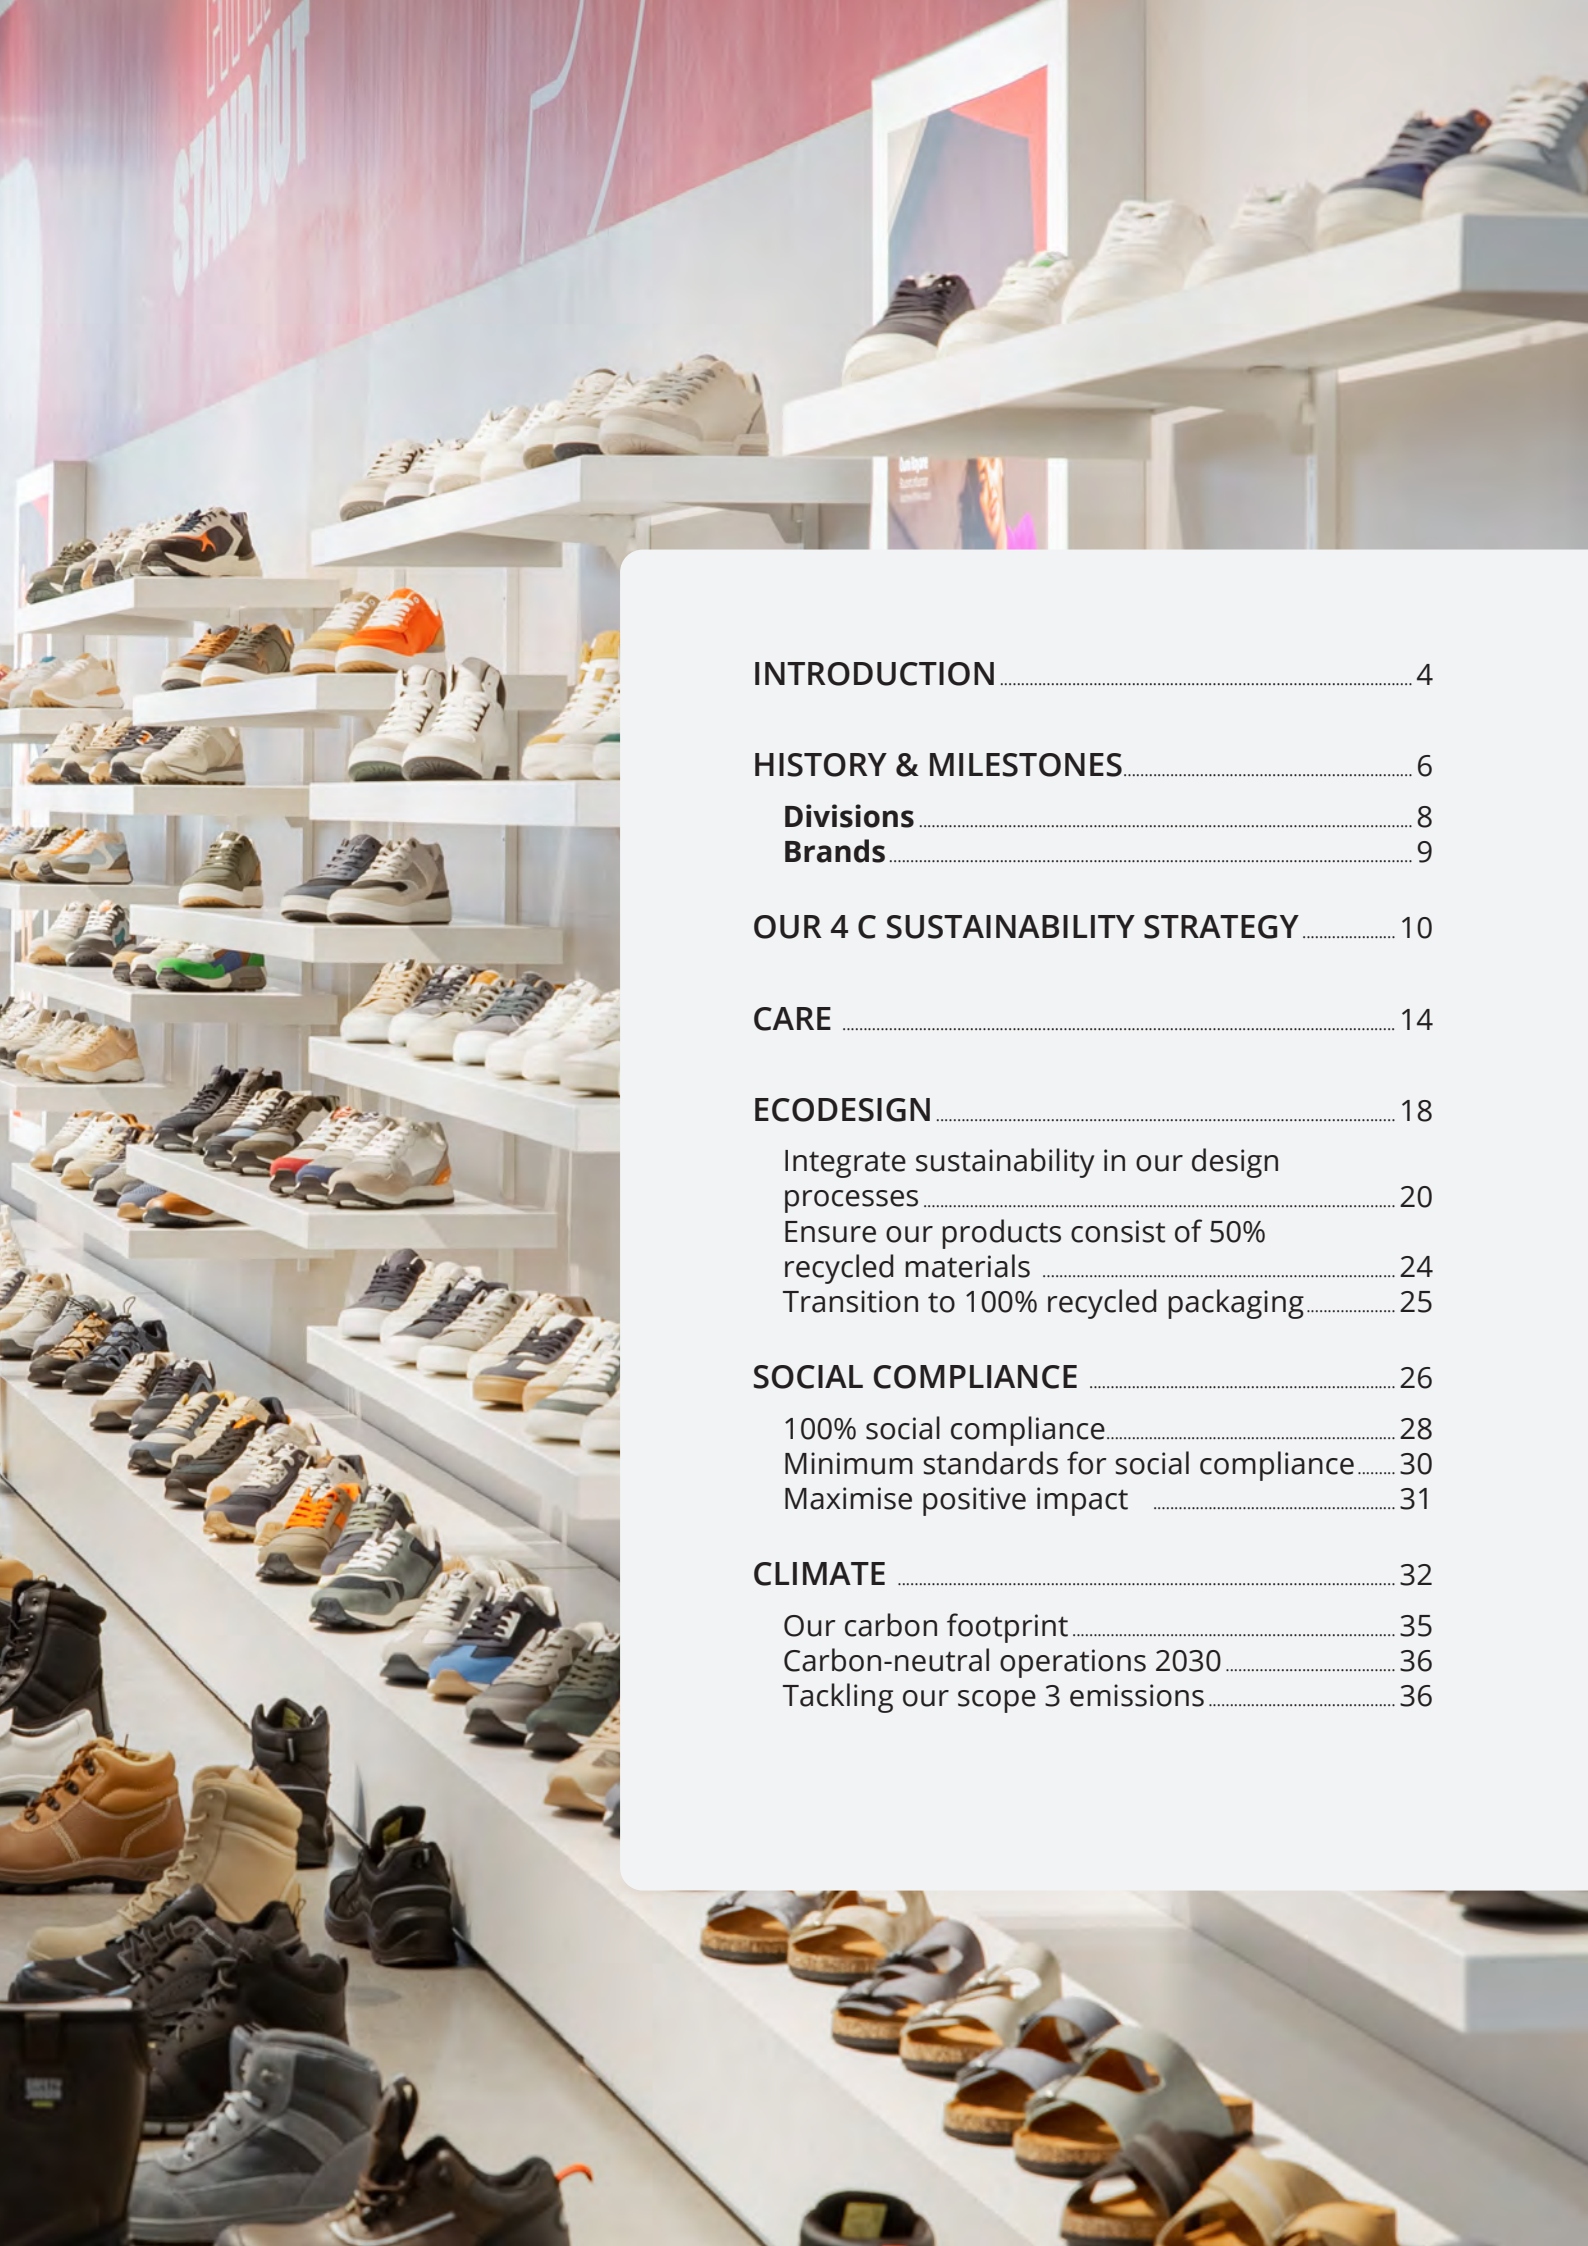 STAND OUT
INTRODUCTION 4
HISTORY & MILESTONES 6
Divisions 8
Brands 9
OUR 4 C SUSTAINABILITY STRATEGY 10
CARE 14
ECODESIGN 18
Integrate sustainability in our design
processes 20
Ensure our products consist of 50%
recycled materials 24
Transition to 100% recycled packaging 25
SOCIAL COMPLIANCE 26
100% social compliance 28
Minimum standards for social compliance 30
Maximise positive impact 31
CLIMATE 32
Our carbon footprint 35
Carbon-neutral operations 2030 36
Tackling our scope 3 emissions 36